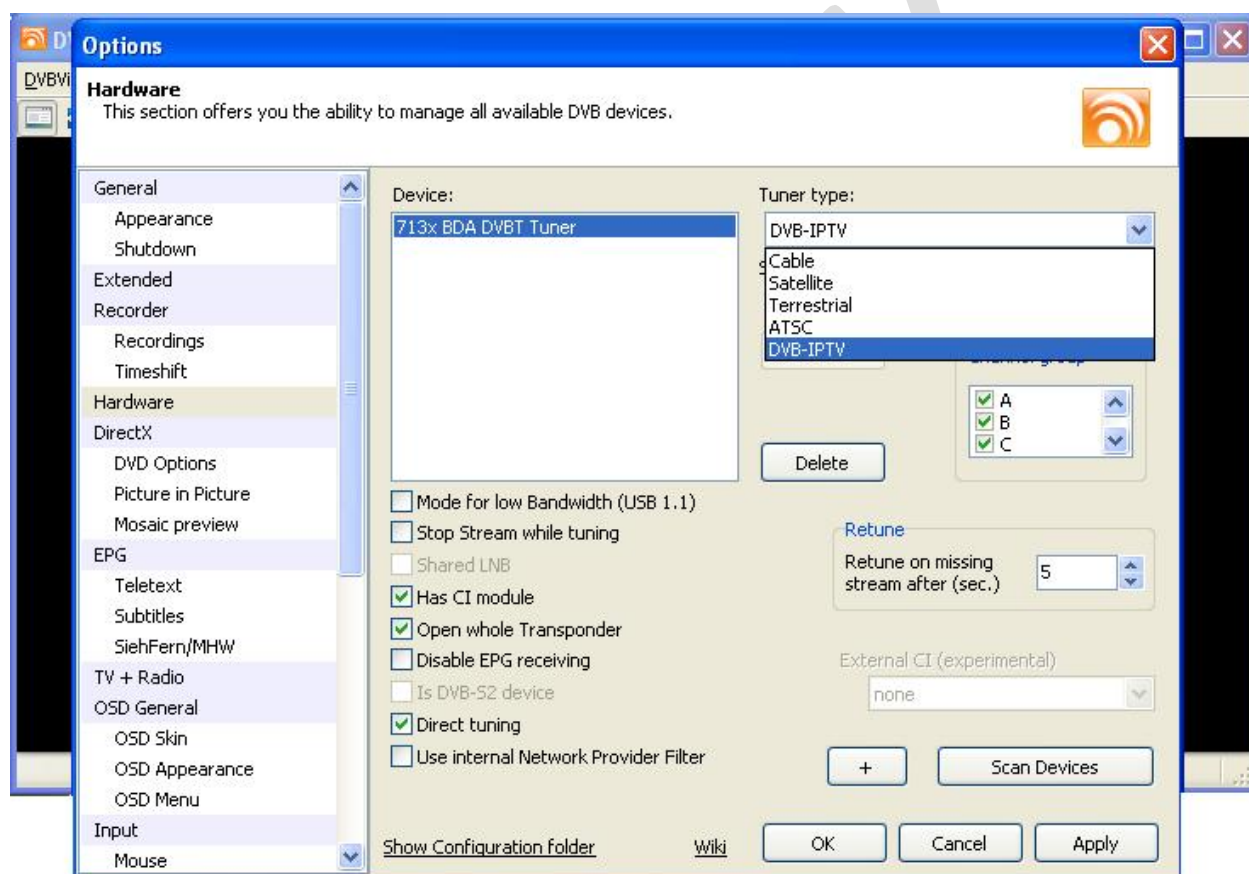 D
Options
DVBVi
Hardware
This section offers you the ability to manage all available DVB devices.
General
Appearance
Shutdown
Extended
Recorder
Recordings
Timeshift
Hardware
DirectX
DVD Options
Picture in Picture
Mosaic preview
EPG
Teletext
Subtitles
SiehFern/MHW
TV + Radio
OSD General
OSD Skin
OSD Appearance
OSD Menu
Input
Mouse
Device:
713x BDA DVBT Tuner
Tuner type:
DVB-IPTV
Cable
Satellite
Terrestrial
ATSC
DVB-IPTV
A
B
C
Delete
Mode for low Bandwidth (USB 1.1)
Stop Stream while tuning
Shared LNB
Has CI module
Open whole Transponder
Disable EPG receiving
Is DVB-S2 device
Direct tuning
Use internal Network Provider Filter
Retune
Retune on missing
stream after (sec.)
5
External CI (experimental)
none
+
Scan Devices
Show Configuration folder
Wiki
OK
Cancel
Apply